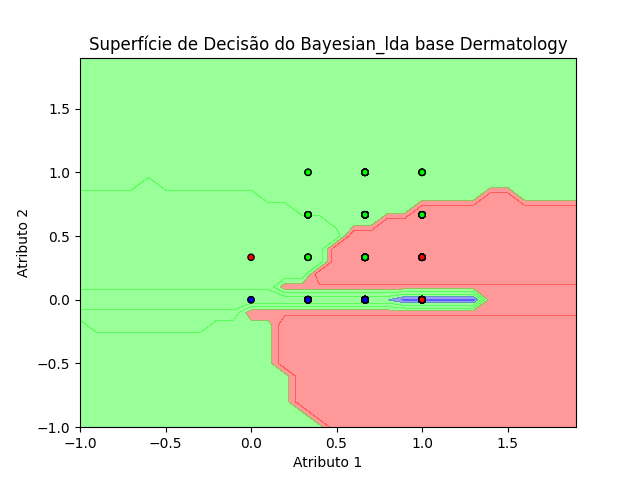 Superfície de Decisão do Bayesian_lda base Dermatology
1.5
1.0
0.5
0.0
−0.5
−1.0
Atributo 2
−1.0 −0.5 0.0 0.5 1.0 1.5
Atributo 1